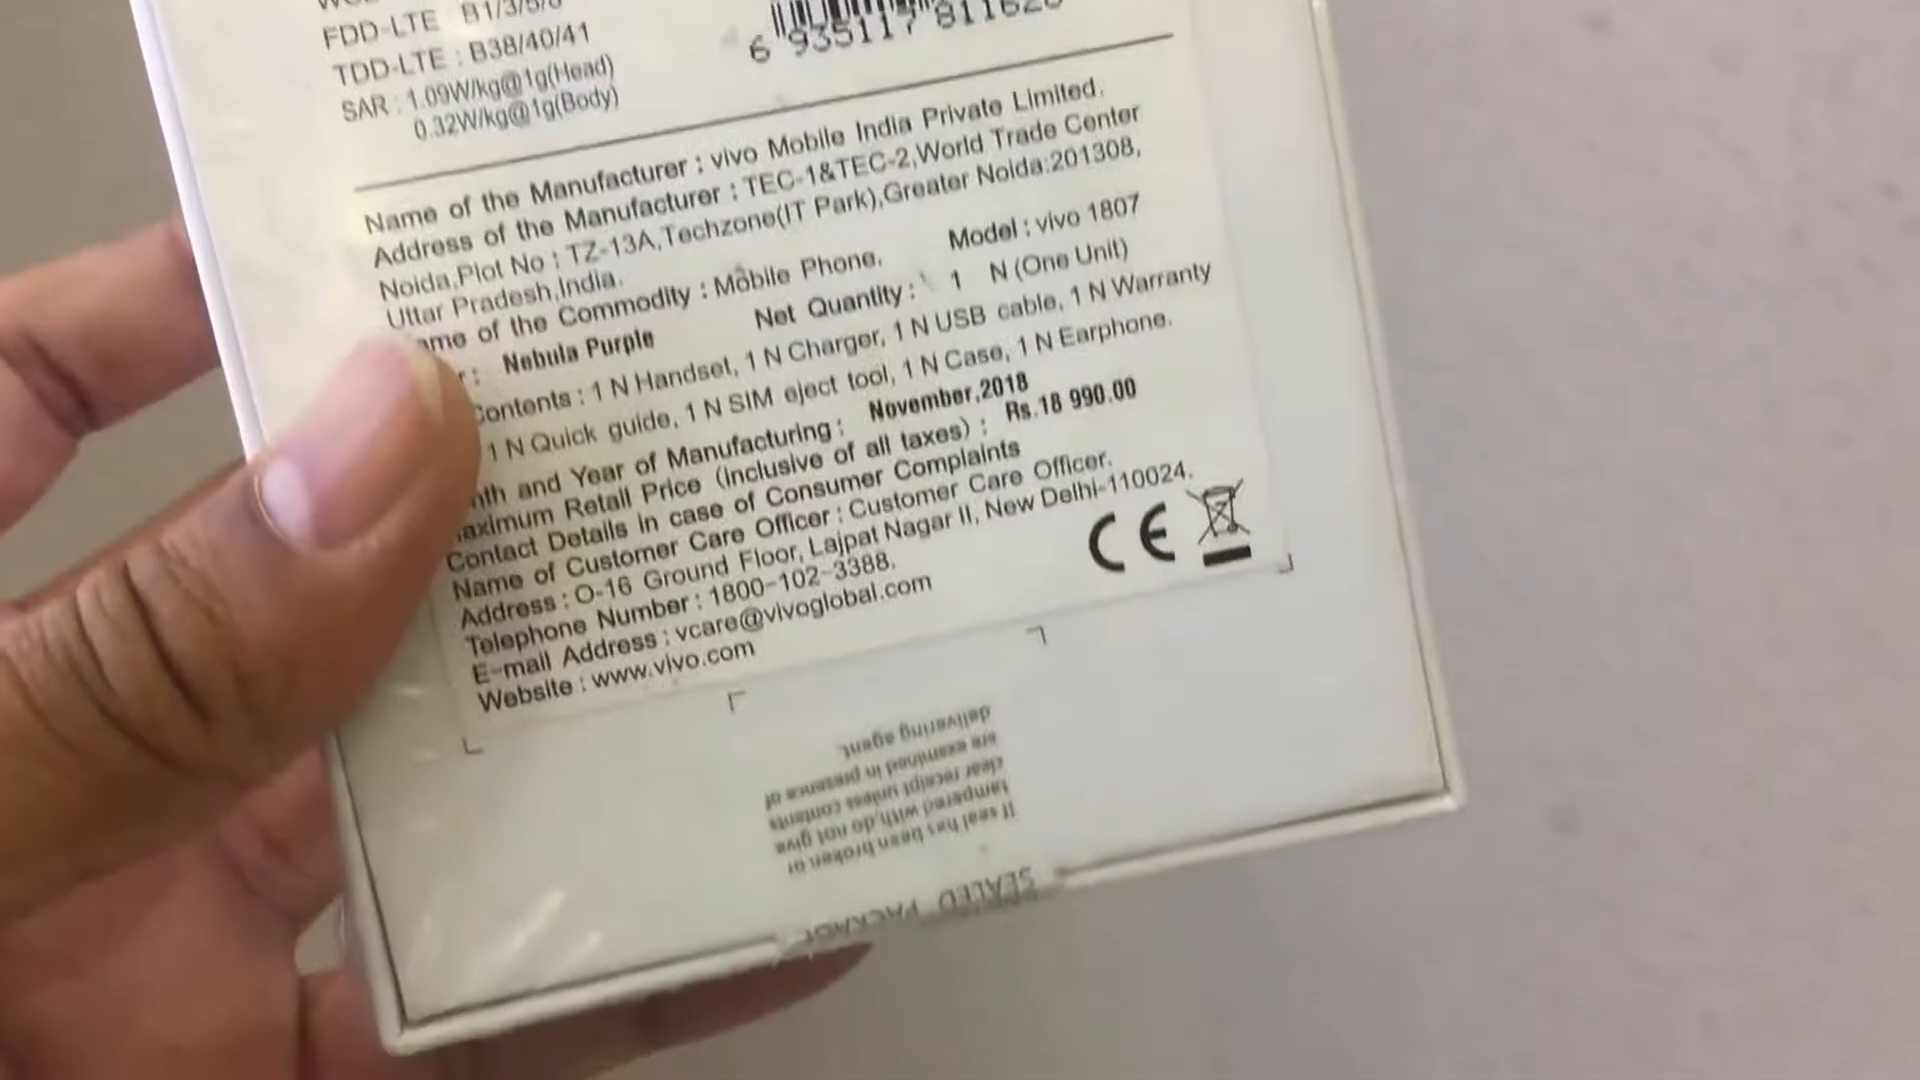 FDD-LTE : B1/3/5/8
TDD-LTE : B38/40/41
SAR : 1.09W/kg@1g(Head)
0.32W/kg@1g(Body)
6 935117 811628
Name of the Manufacturer : vivo Mobile India Private Limited.
Address of the Manufacturer : TEC-1&TEC-2,World Trade Center
Noida,Plot No : TZ-13A,Techzone(IT Park),Greater Noida:201308,
Uttar Pradesh,India.
ame of the Commodity : Mobile Phone. Model : vivo 1807
r : Nebula Purple Net Quantity : 1 N (One Unit)
Contents : 1 N Handset, 1 N Charger, 1 N USB cable, 1 N Warranty
1 N Quick guide, 1 N SIM eject tool, 1 N Case, 1 N Earphone.
nth and Year of Manufacturing : November,2018
aximum Retail Price (inclusive of all taxes) : Rs.18 990.00
Contact Details in case of Consumer Complaints
Name of Customer Care Officer : Customer Care Officer.
Address : O-16 Ground Floor, Lajpat Nagar II, New Delhi-110024.
Telephone Number : 1800-102-3388.
E-mail Address : vcare@vivoglobal.com
Website : www.vivo.com
CE
SEALED PACKAGE
If seal has been broken or
tampered with,do not give
clear receipt unless contents
are examined in presence of
delivering agent.